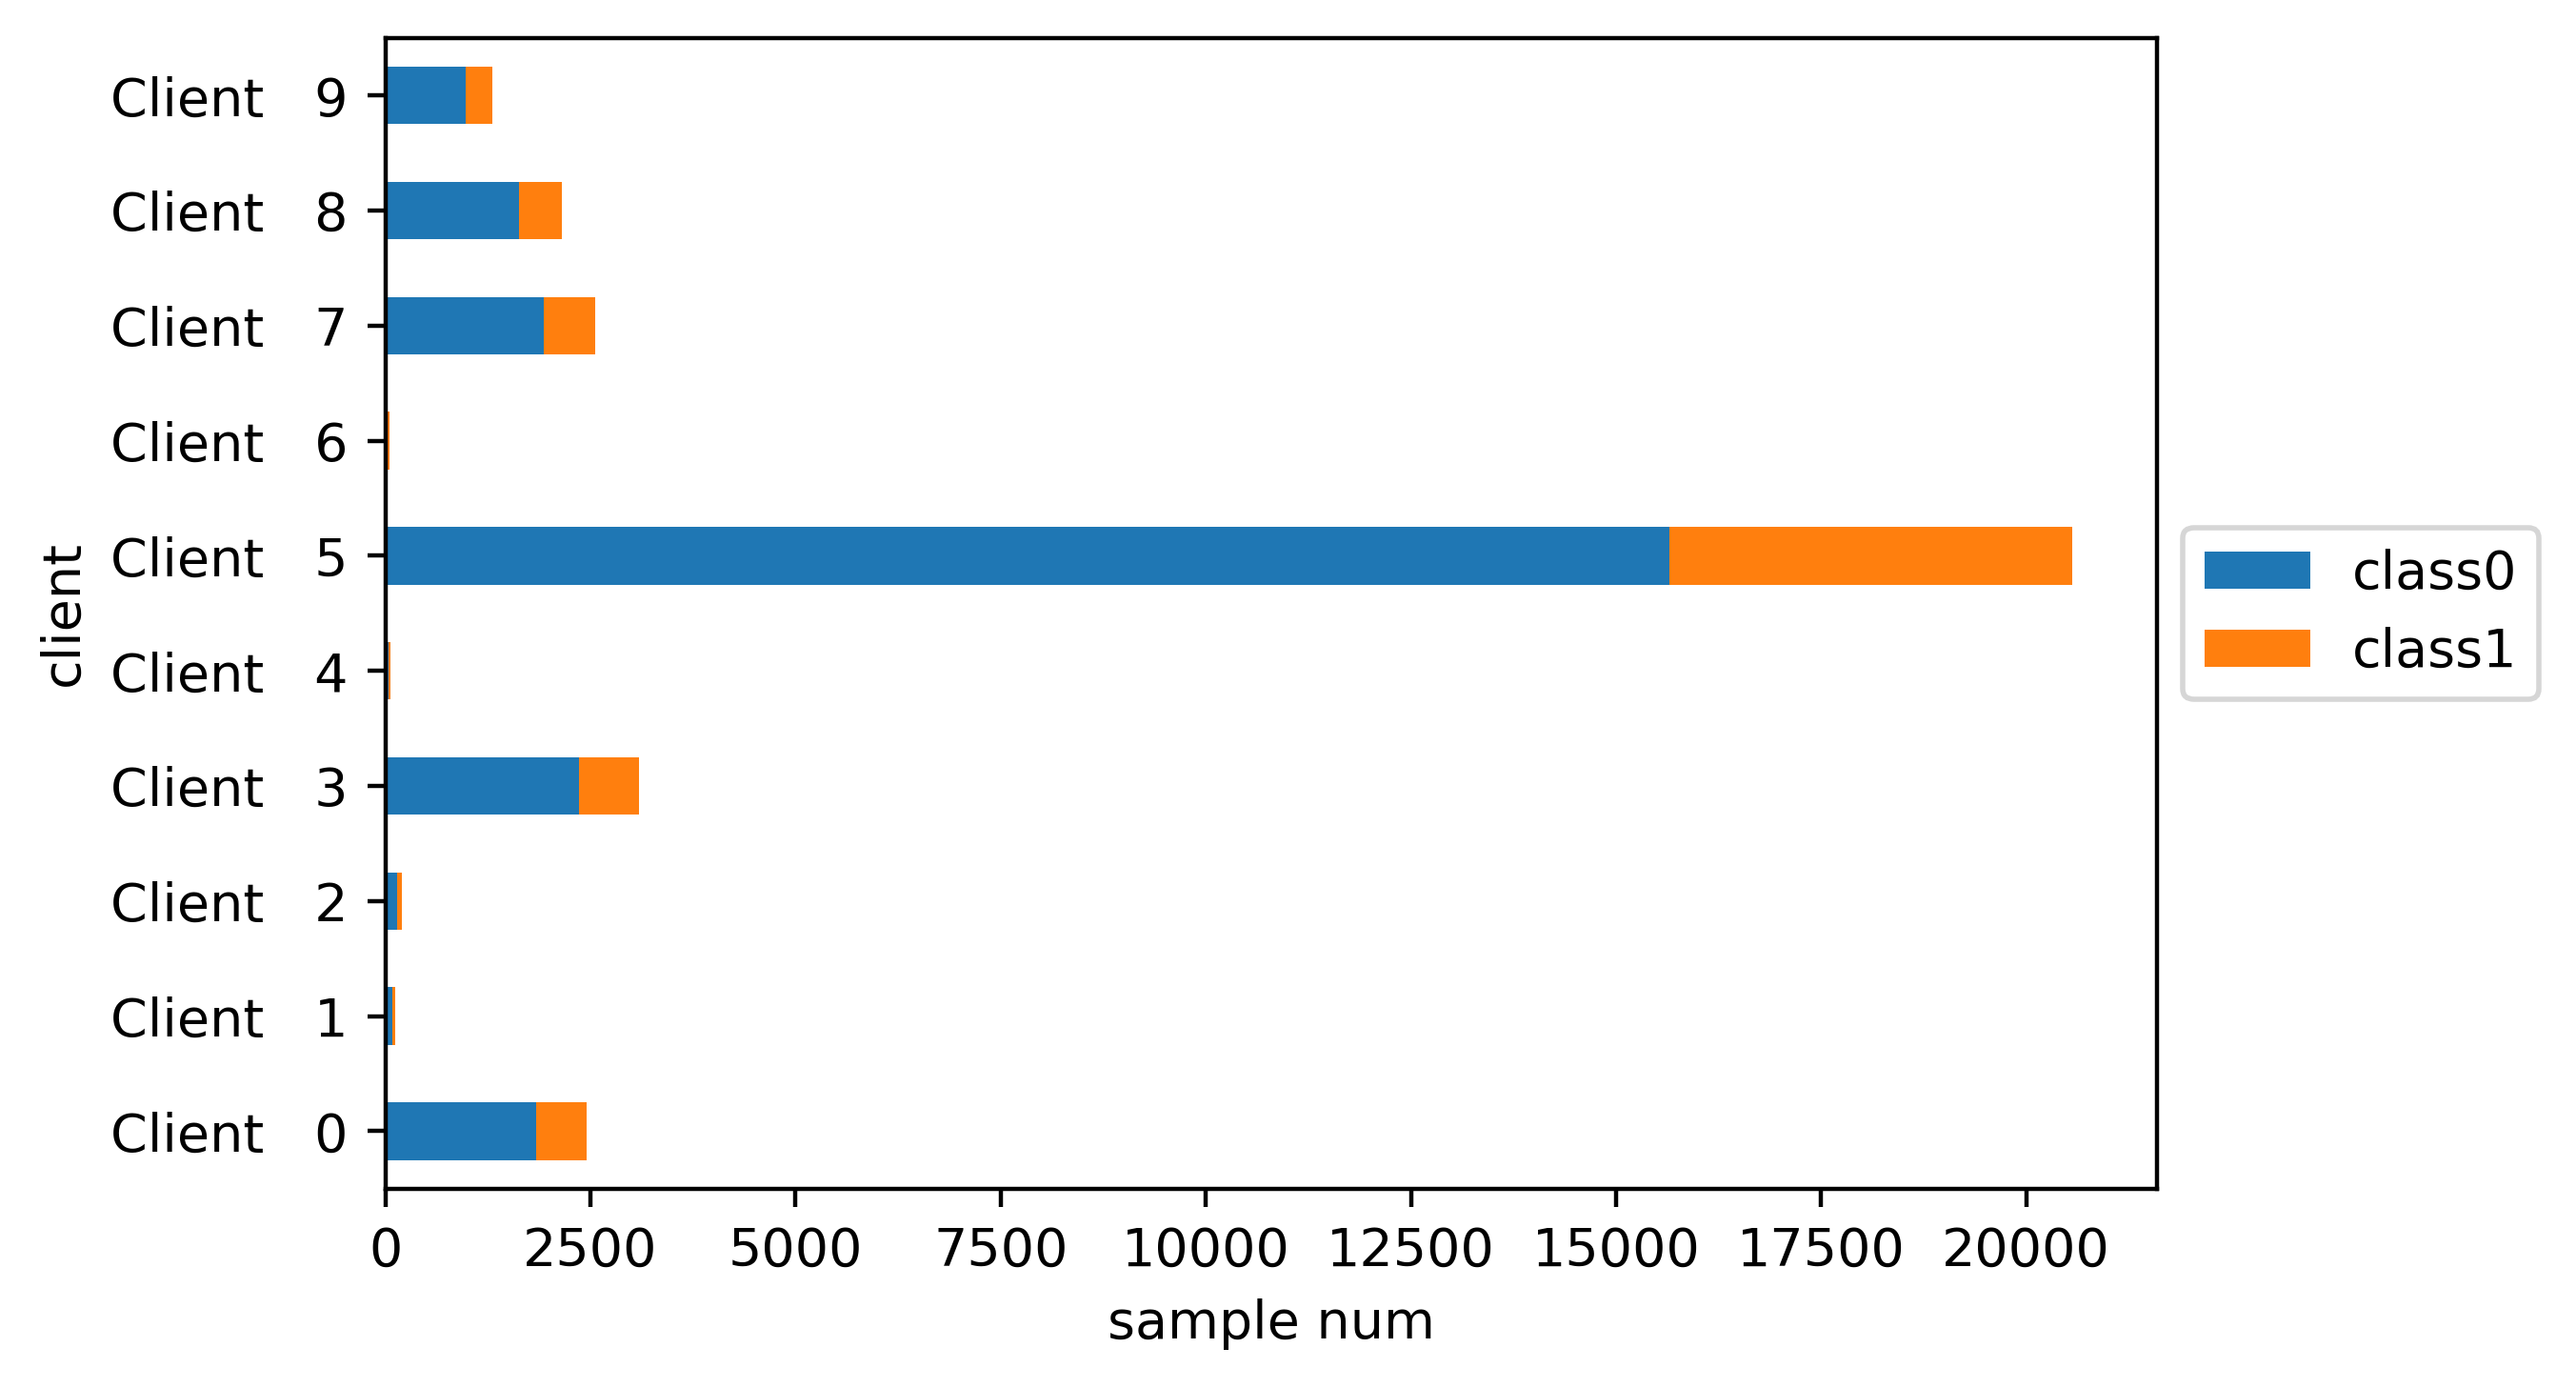 Client 9
Client 8
Client 7
Client 6
Client 5
Client 4
Client 3
Client 2
Client 1
Client 0
client
0 2500 5000 7500 10000 12500 15000 17500 20000
sample num
class0
class1